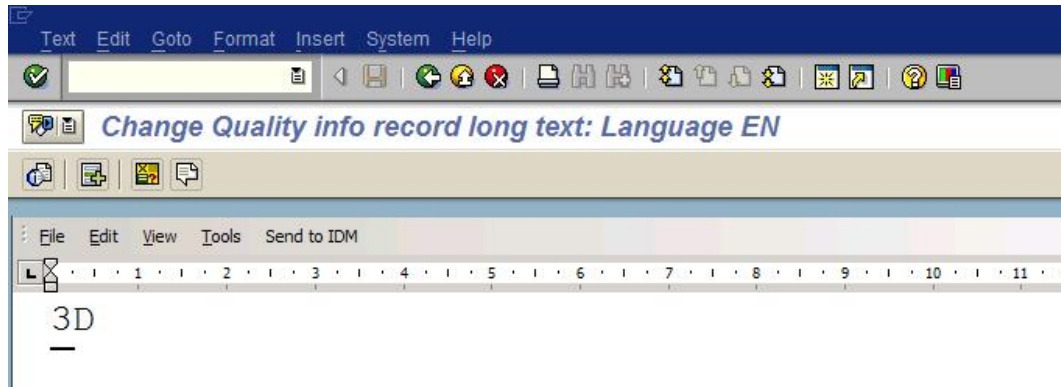 Text Edit Goto Format Insert System Help
Change Quality info record long text: Language EN
File Edit View Tools Send to IDM
1 2 3 4 5 6 7 8 9 10 11
3D